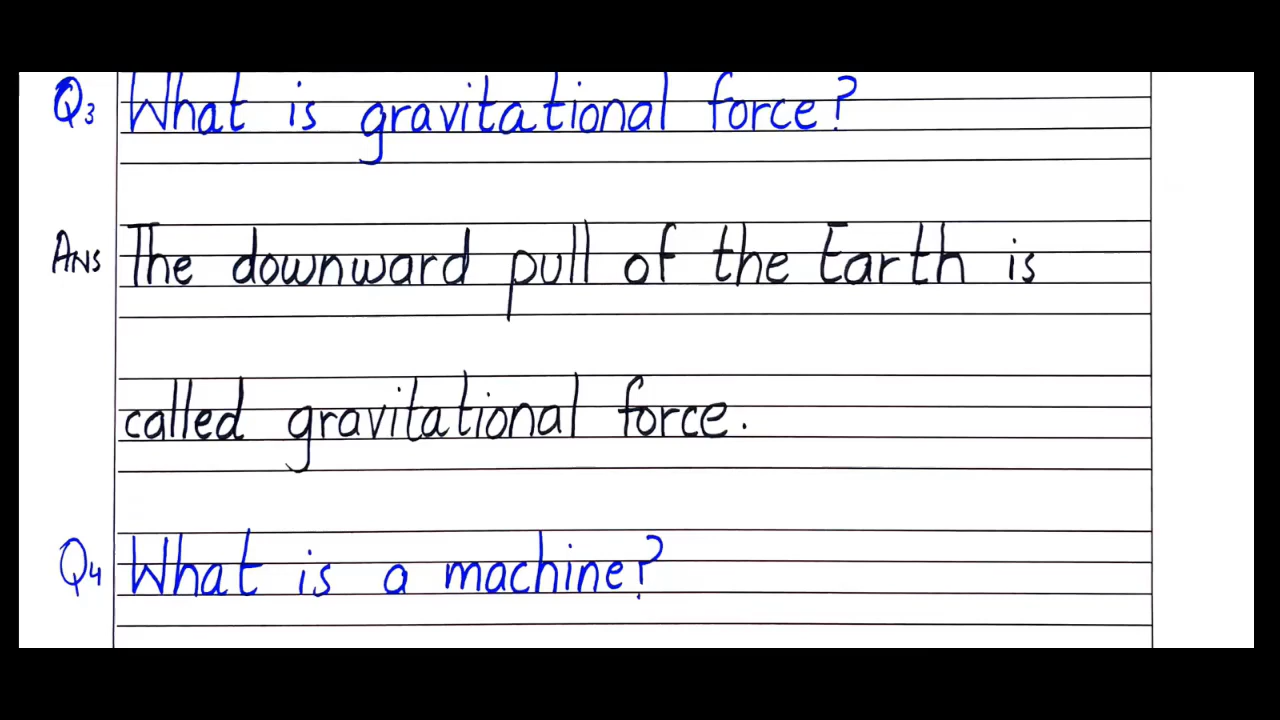 Q3 What is gravitational force?
Ans The downward pull of the Earth is
called gravitational force.
Q4 What is a machine?